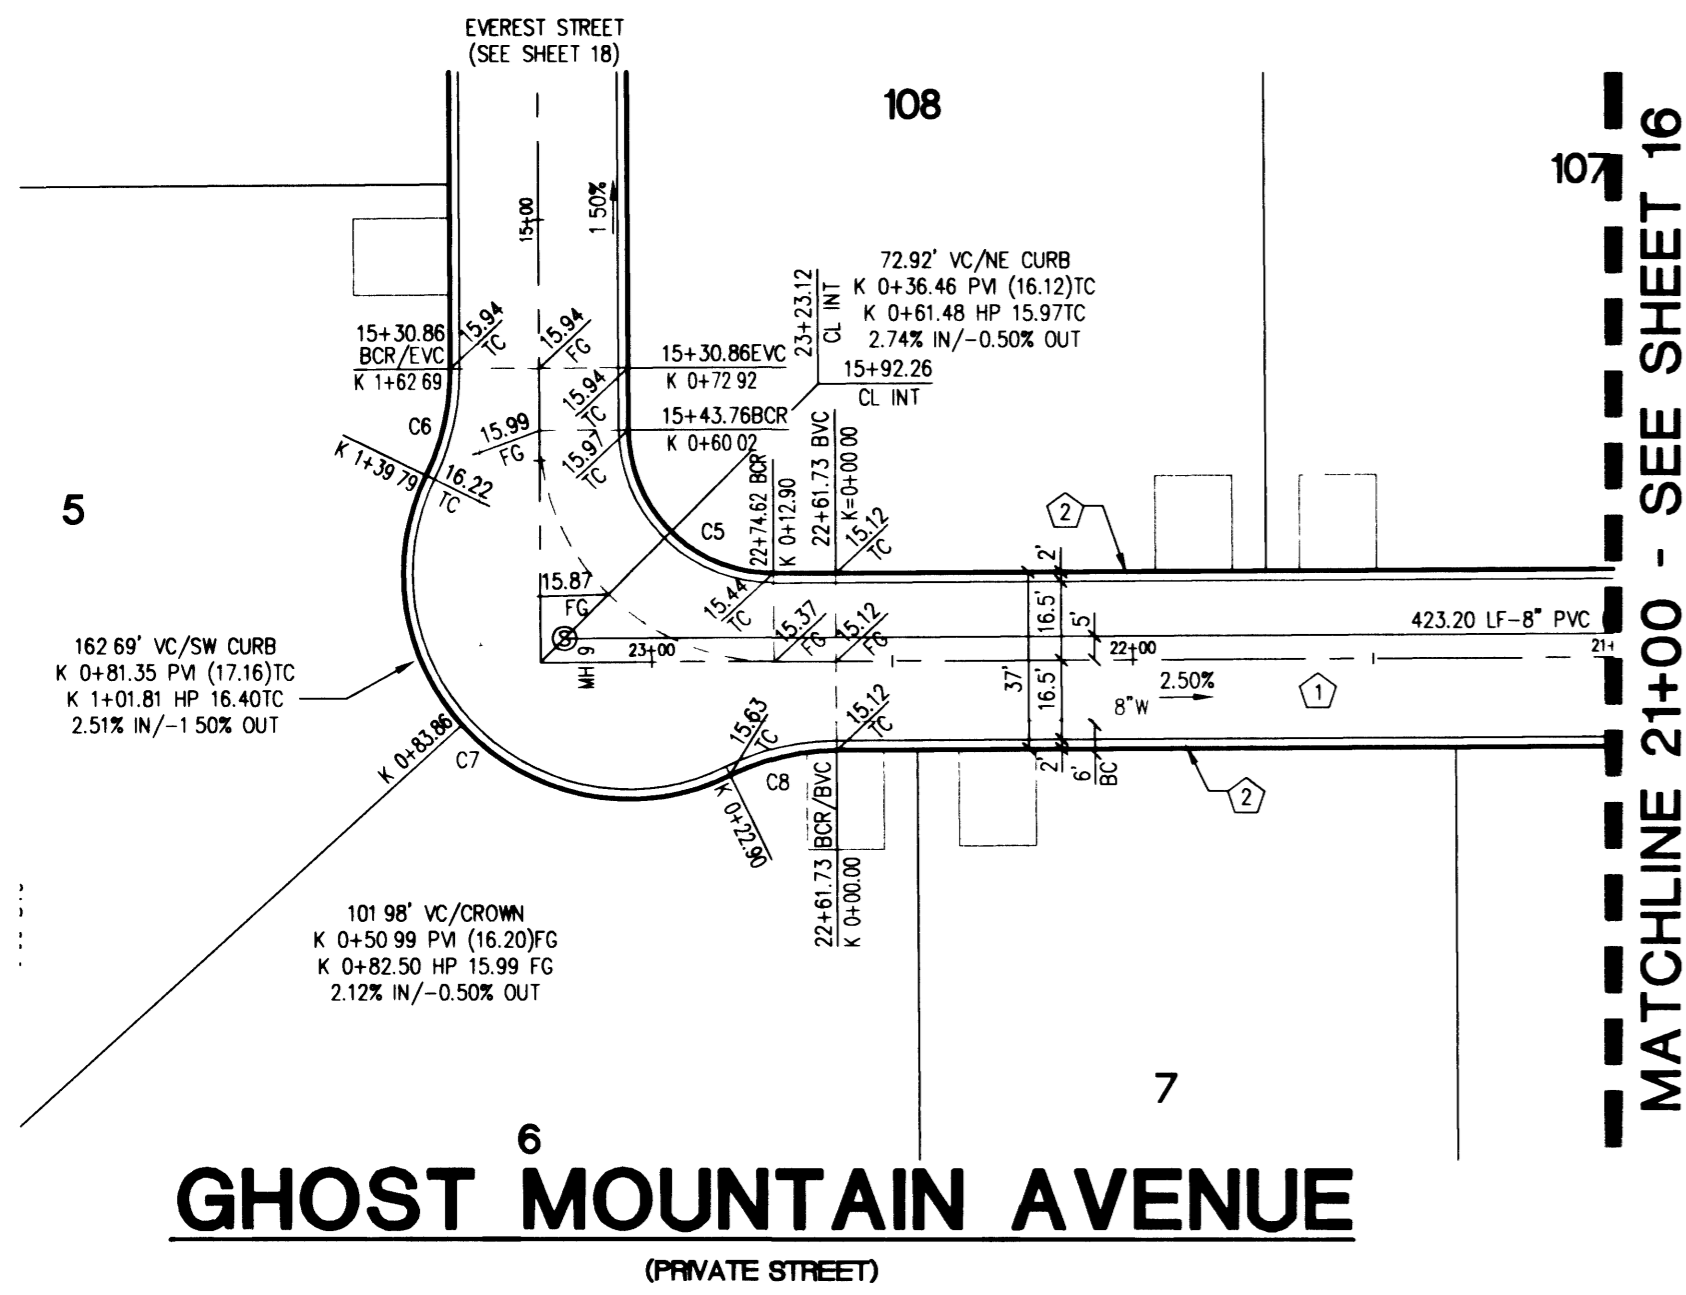 EVEREST STREET
(SEE SHEET 18)
108
107
MATCHLINE 21+00 - SEE SHEET 16
15+00
1 50%
72.92' VC/NE CURB
K 0+36.46 PVI (16.12)TC
K 0+61.48 HP 15.97TC
2.74% IN/-0.50% OUT
23+23.12
CL INT
15+92.26
CL INT
15+30.86
BCR/EVC
K 1+62 69
15.94
TC
15.94
FG
15+30.86EVC
K 0+72 92
15.94
TC
15+43.76BCR
K 0+60 02
15.97
TC
15.99
FG
C6
K 1+39 79
16.22
TC
5
C5
22+74.62 BCR
K 0+12.90
22+61.73 BVC
K=0+00 00
15.12
TC
15.44
TC
2
2'
16.5'
5'
37'
16.5'
2'
6'
BC
15.87
FG
S
MH 9
23+00
15.37
FG
15.12
FG
22+00
423.20 LF-8" PVC
21+
2.50%
8"W
1
162 69' VC/SW CURB
K 0+81.35 PVI (17.16)TC
K 1+01.81 HP 16.40TC
2.51% IN/-1 50% OUT
K 0+83.86
C7
15.63
TC
15.12
TC
C8
K 0+22.90
22+61.73 BCR/BVC
K 0+00.00
2
101 98' VC/CROWN
K 0+50 99 PVI (16.20)FG
K 0+82.50 HP 15.99 FG
2.12% IN/-0.50% OUT
7
6
GHOST MOUNTAIN AVENUE
(PRIVATE STREET)